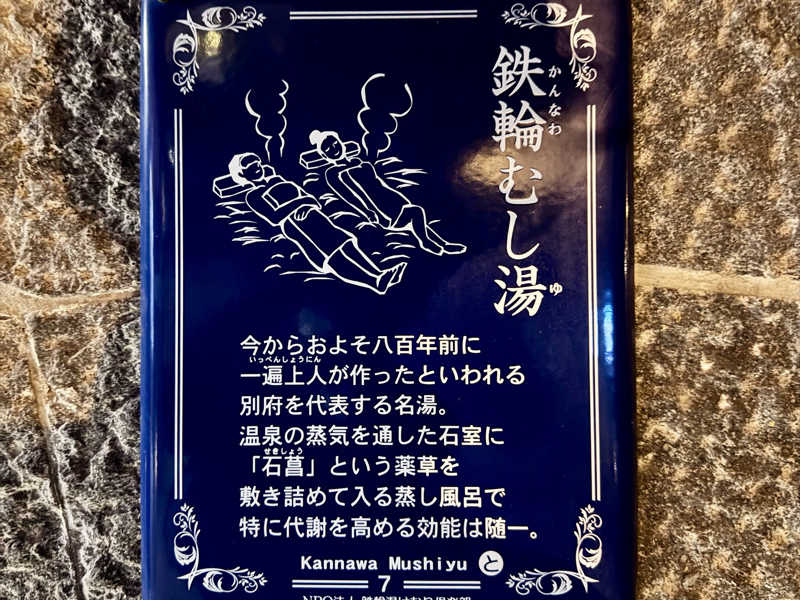 鉄輪むし湯
かんなわ
ゆ
今からおよそ八百年前に
いっぺんしょうにん
一遍上人が作ったといわれる
別府を代表する名湯。
温泉の蒸気を通した石室に
せきしょう
「石菖」という薬草を
敷き詰めて入る蒸し風呂で
特に代謝を高める効能は随一。
Kannawa Mushiyu と
7